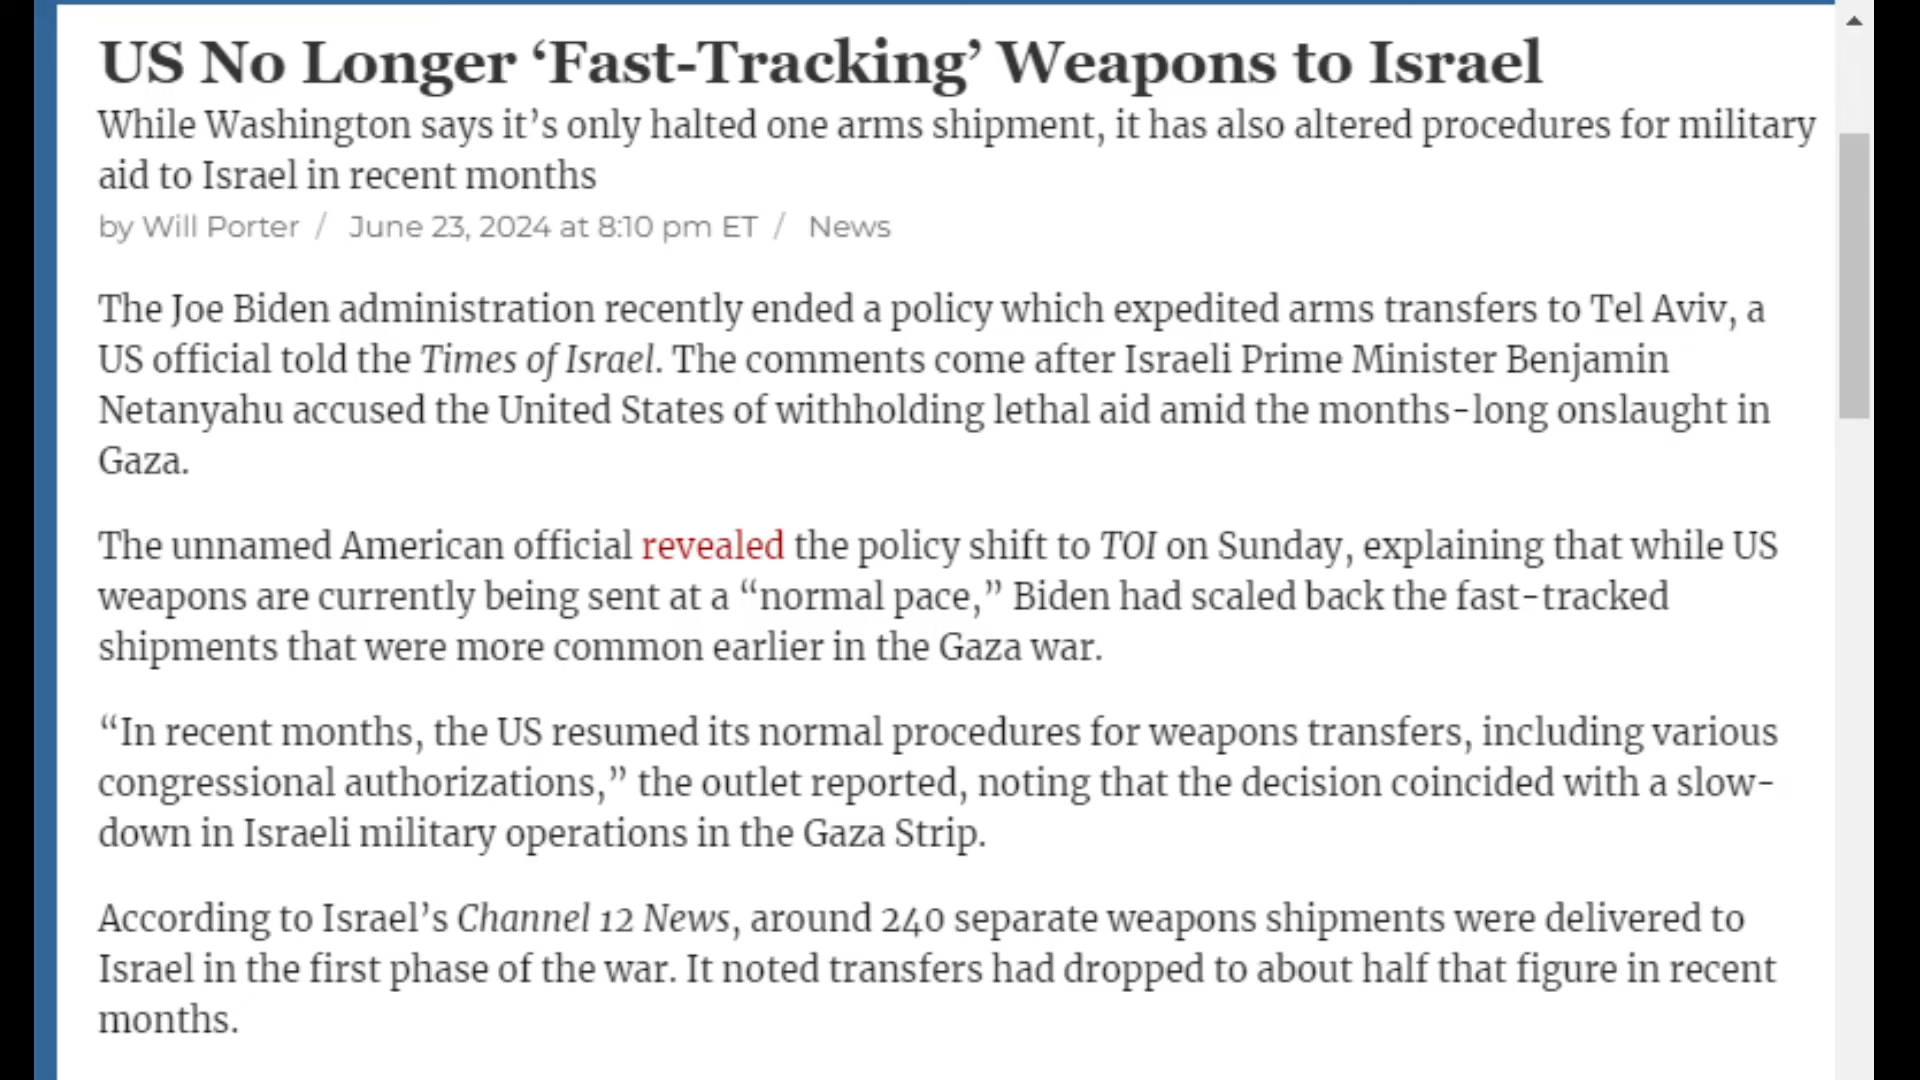 US No Longer ‘Fast-Tracking’ Weapons to Israel
While Washington says it’s only halted one arms shipment, it has also altered procedures for military
aid to Israel in recent months
by Will Porter / June 23, 2024 at 8:10 pm ET / News
The Joe Biden administration recently ended a policy which expedited arms transfers to Tel Aviv, a
US official told the Times of Israel. The comments come after Israeli Prime Minister Benjamin
Netanyahu accused the United States of withholding lethal aid amid the months-long onslaught in
Gaza.
The unnamed American official revealed the policy shift to TOI on Sunday, explaining that while US
weapons are currently being sent at a “normal pace,” Biden had scaled back the fast-tracked
shipments that were more common earlier in the Gaza war.
“In recent months, the US resumed its normal procedures for weapons transfers, including various
congressional authorizations,” the outlet reported, noting that the decision coincided with a slow-
down in Israeli military operations in the Gaza Strip.
According to Israel’s Channel 12 News, around 240 separate weapons shipments were delivered to
Israel in the first phase of the war. It noted transfers had dropped to about half that figure in recent
months.